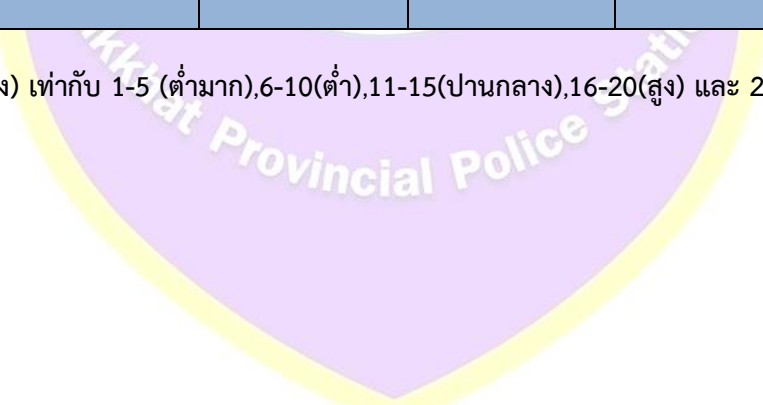 ง) เท่ากับ 1-5 (ต่ำมาก),6-10(ต่ำ),11-15(ปานกลาง),16-20(สูง) และ 2
Provincial Police